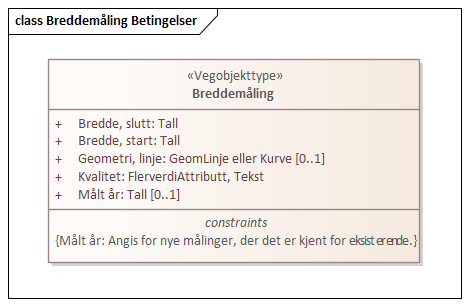 class Breddemåling Betingelser
«Vegobjekttype»
Breddemåling
+ Bredde, slutt: Tall
+ Bredde, start: Tall
+ Geometri, linje: GeomLinje eller Kurve [0..1]
+ Kvalitet: FlerverdiAttributt, Tekst
+ Målt år: Tall [0..1]
constraints
{Målt år: Angis for nye målinger, der det er kjent for eksisterende.}